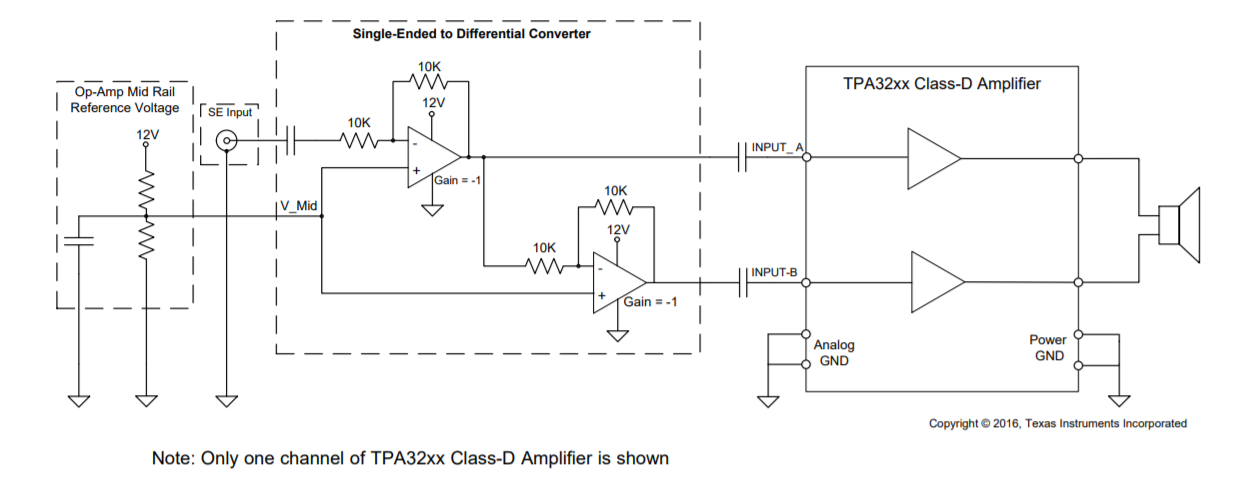 Single-Ended to Differential Converter
Op-Amp Mid Rail
Reference Voltage
12V
SE Input
10K
10K
12V
-
+
Gain = -1
V_Mid
10K
10K
12V
-
+
Gain = -1
INPUT_A
INPUT-B
TPA32xx Class-D Amplifier
Analog
GND
Power
GND
Copyright © 2016, Texas Instruments Incorporated
Note: Only one channel of TPA32xx Class-D Amplifier is shown